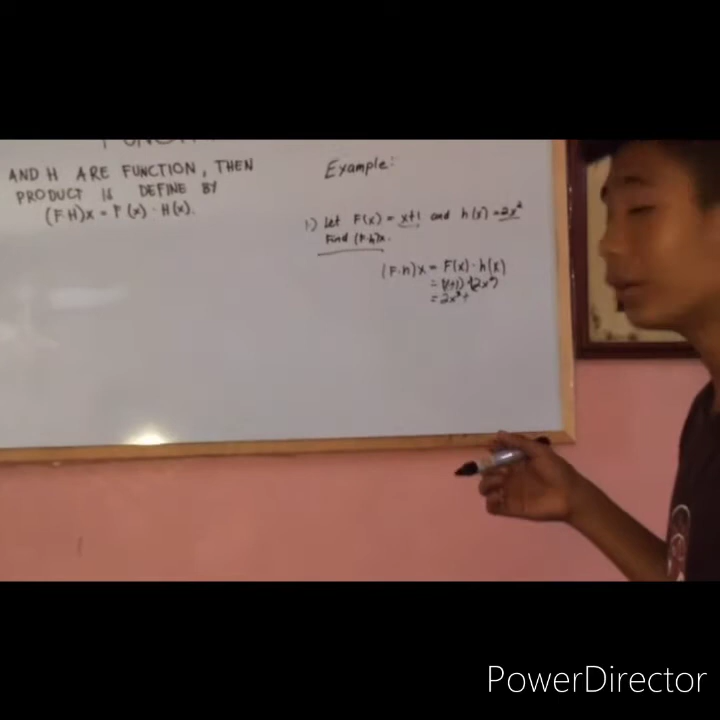 FUNCTI
AND H ARE FUNCTION, THEN
PRODUCT IS DEFINE BY
(F·H)x = F(x) · H(x).
Example:
1) Let F(x) = x+1 and h(x) = 2x²
Find (F·h)x.
(F·h)x = F(x) · h(x)
= (x+1) (2x²)
= 2x³ +
PowerDirector